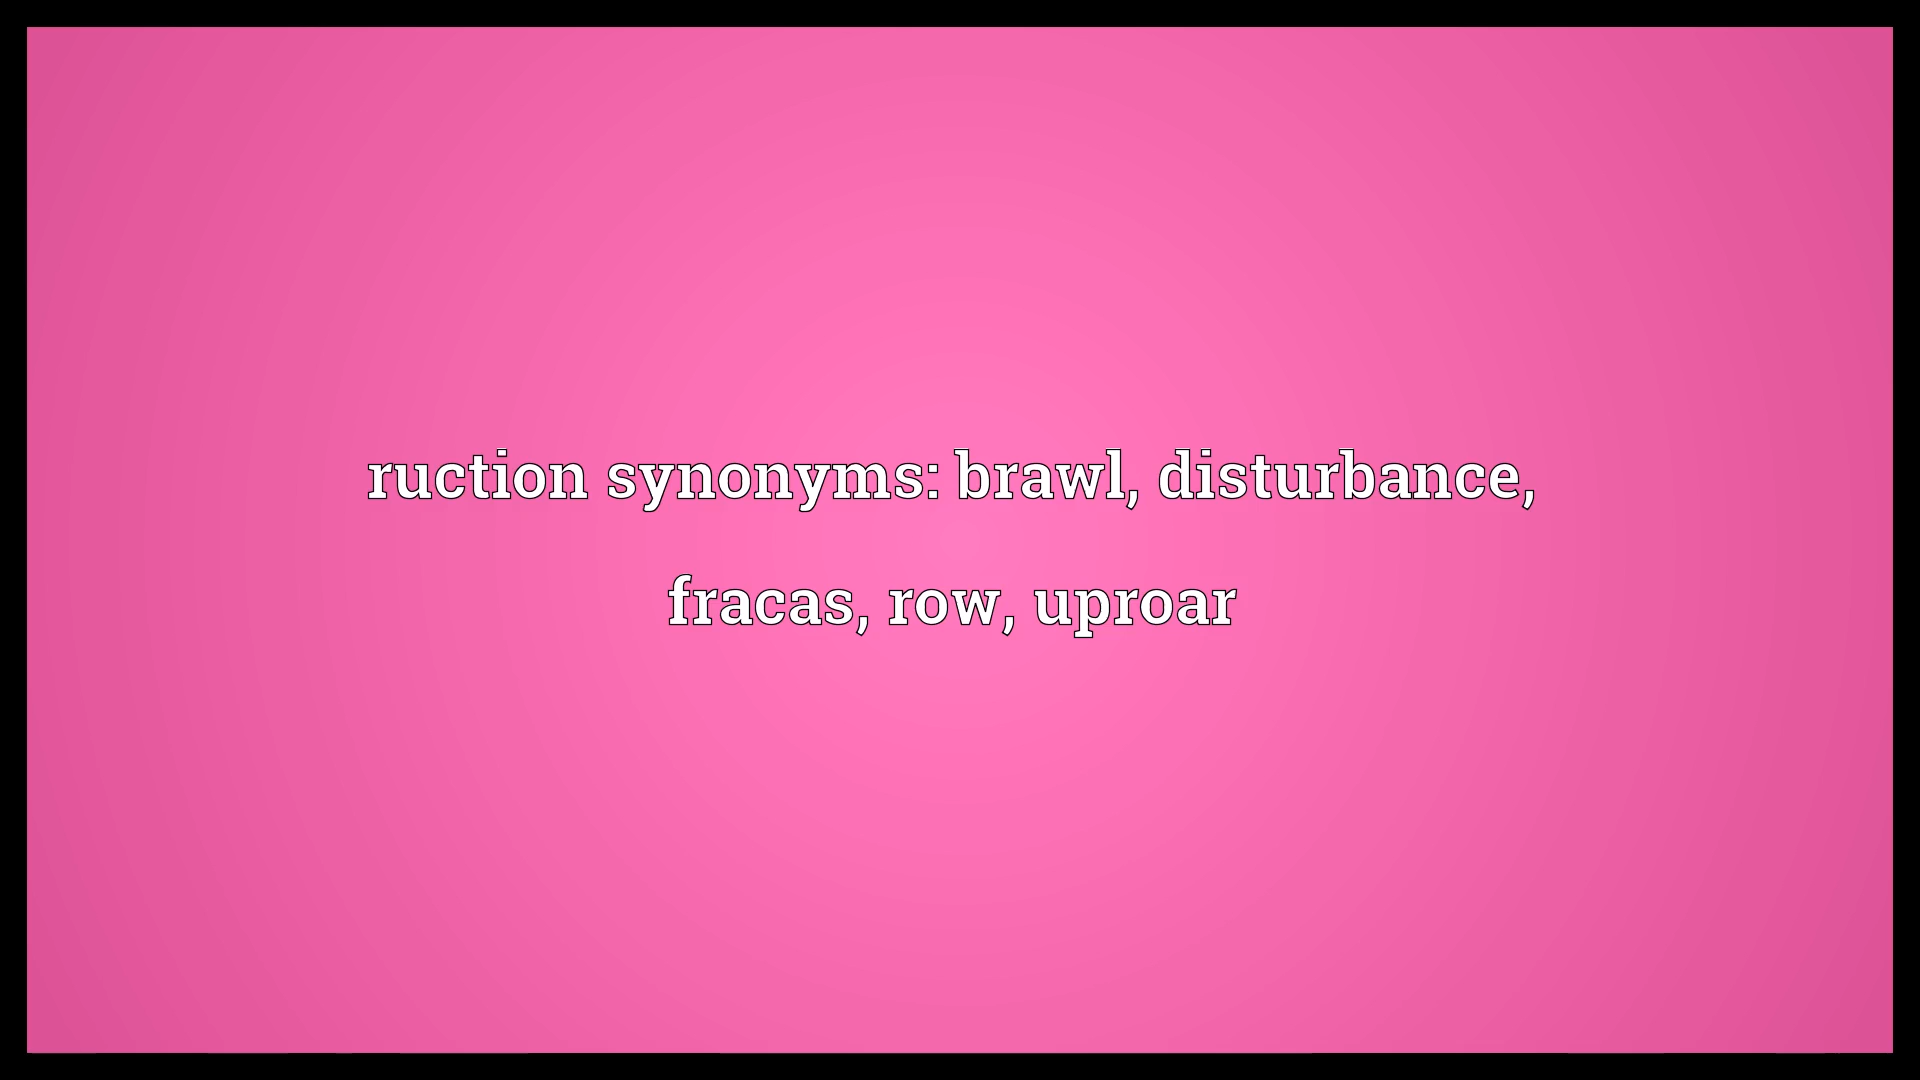 ruction synonyms: brawl, disturbance,
fracas, row, uproar